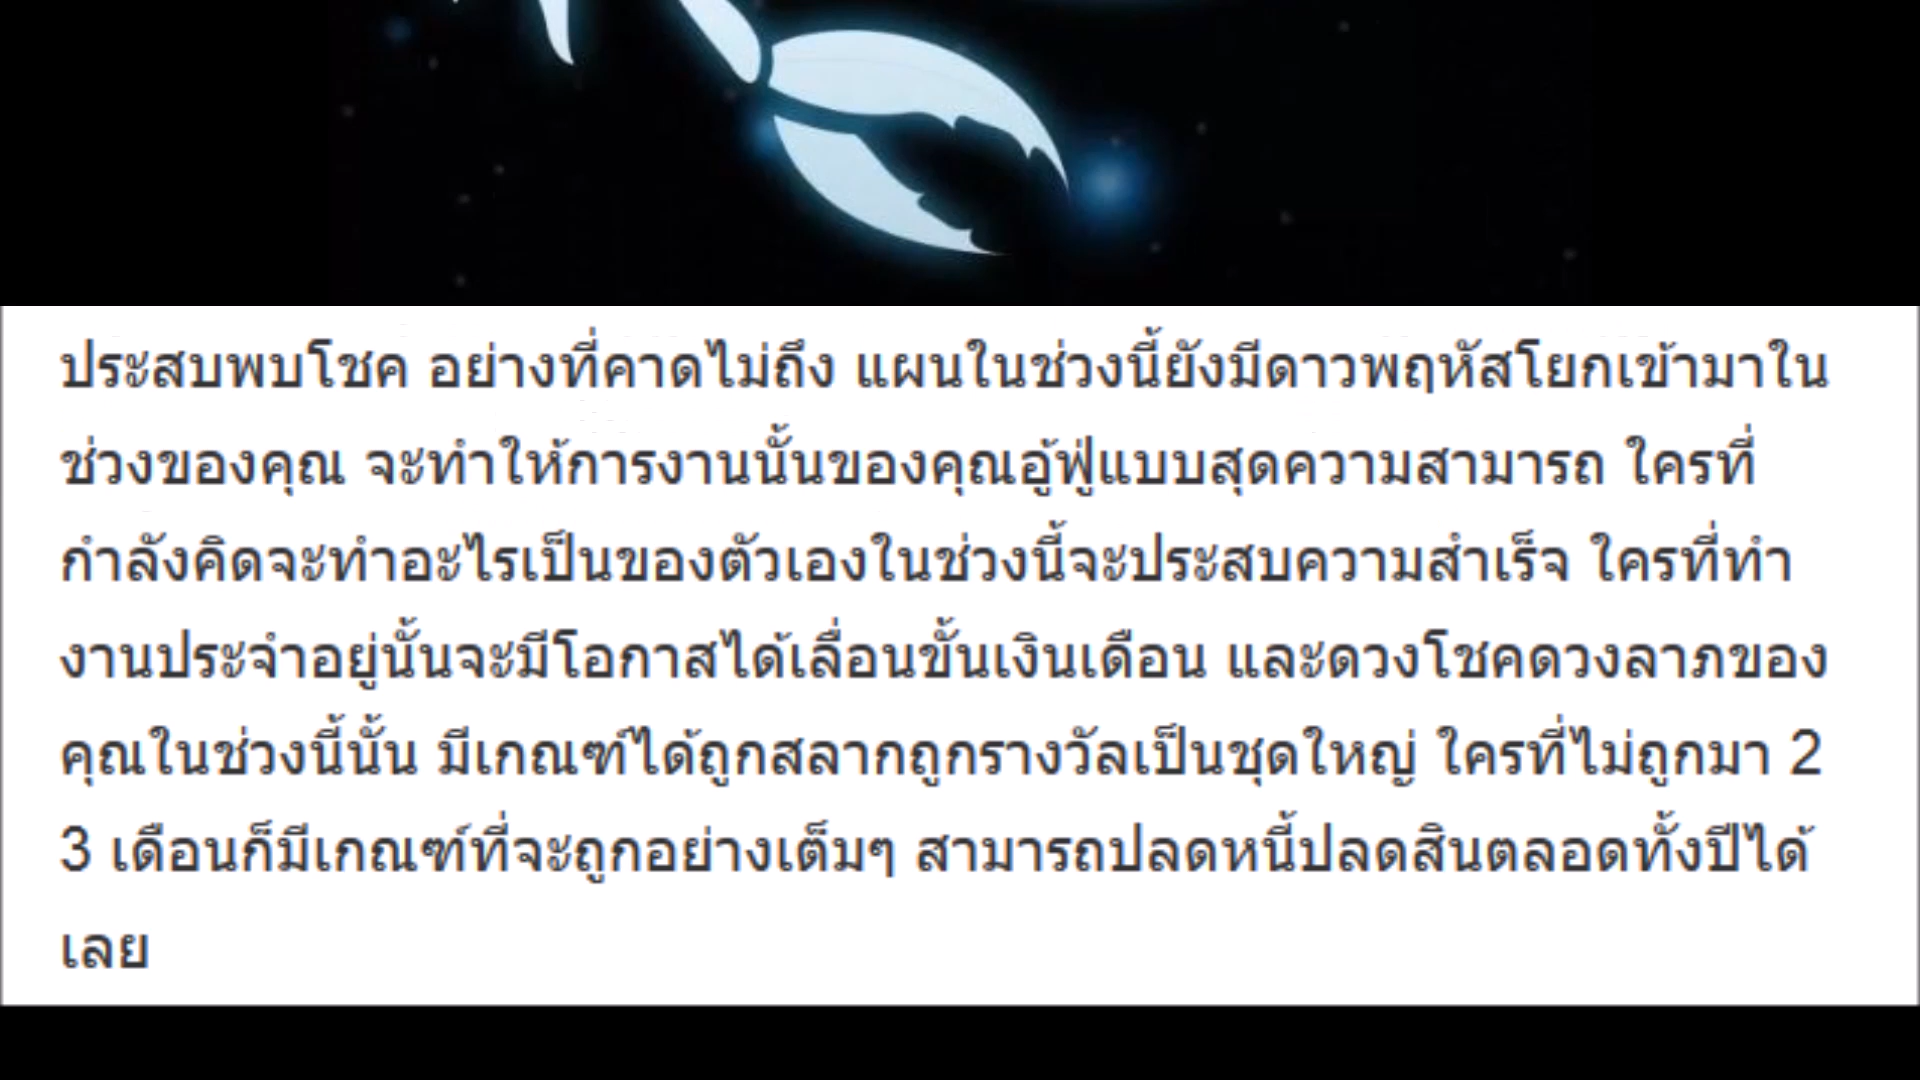 ประสบพบโชค อย่างที่คาดไม่ถึง แผนในช่วงนี้ยังมีดาวพฤหัสโยกเข้ามาใน
ช่วงของคุณ จะทำให้การงานนั้นของคุณอู้ฟู่แบบสุดความสามารถ ใครที่
กำลังคิดจะทำอะไรเป็นของตัวเองในช่วงนี้จะประสบความสำเร็จ ใครที่ทำ
งานประจำอยู่นั้นจะมีโอกาสได้เลื่อนขั้นเงินเดือน และดวงโชคดวงลาภของ
คุณในช่วงนี้นั้น มีเกณฑ์ได้ถูกสลากถูกรางวัลเป็นชุดใหญ่ ใครที่ไม่ถูกมา 2
3 เดือนก็มีเกณฑ์ที่จะถูกอย่างเต็มๆ สามารถปลดหนี้ปลดสินตลอดทั้งปีได้
เลย